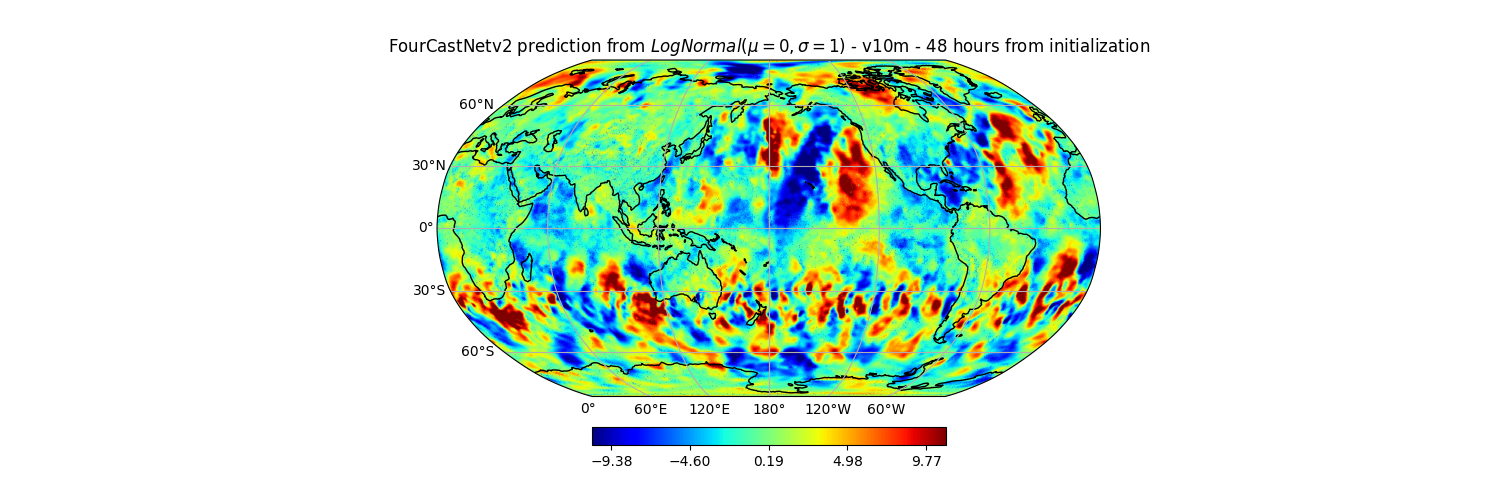 FourCastNetv2 prediction from LogNormal(μ = 0, σ = 1) - v10m - 48 hours from initialization
60°N
30°N
0°
30°S
60°S
0° 60°E 120°E 180° 120°W 60°W
−9.38 −4.60 0.19 4.98 9.77